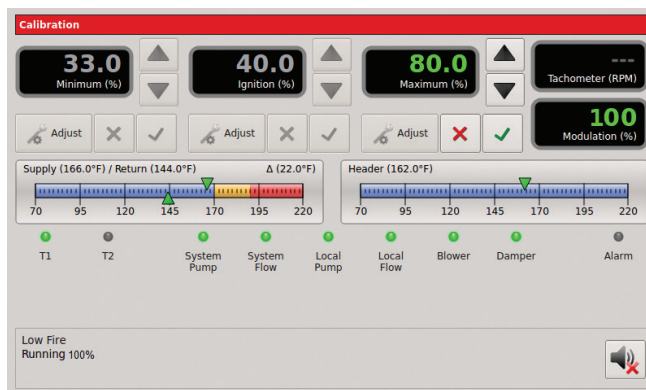 Calibration
33.0 40.0 80.0 ---
Minimum (%) Ignition (%) Maximum (%) Tachometer (RPM)
100
Adjust Adjust Adjust Modulation (%)
Supply (166.0°F) / Return (144.0°F) Δ (22.0°F) Header (162.0°F)
70 95 120 145 170 195 220 70 95 120 145 170 195 220
T1 T2 System Pump System Flow Local Pump Local Flow Blower Damper Alarm
Low Fire
Running 100%